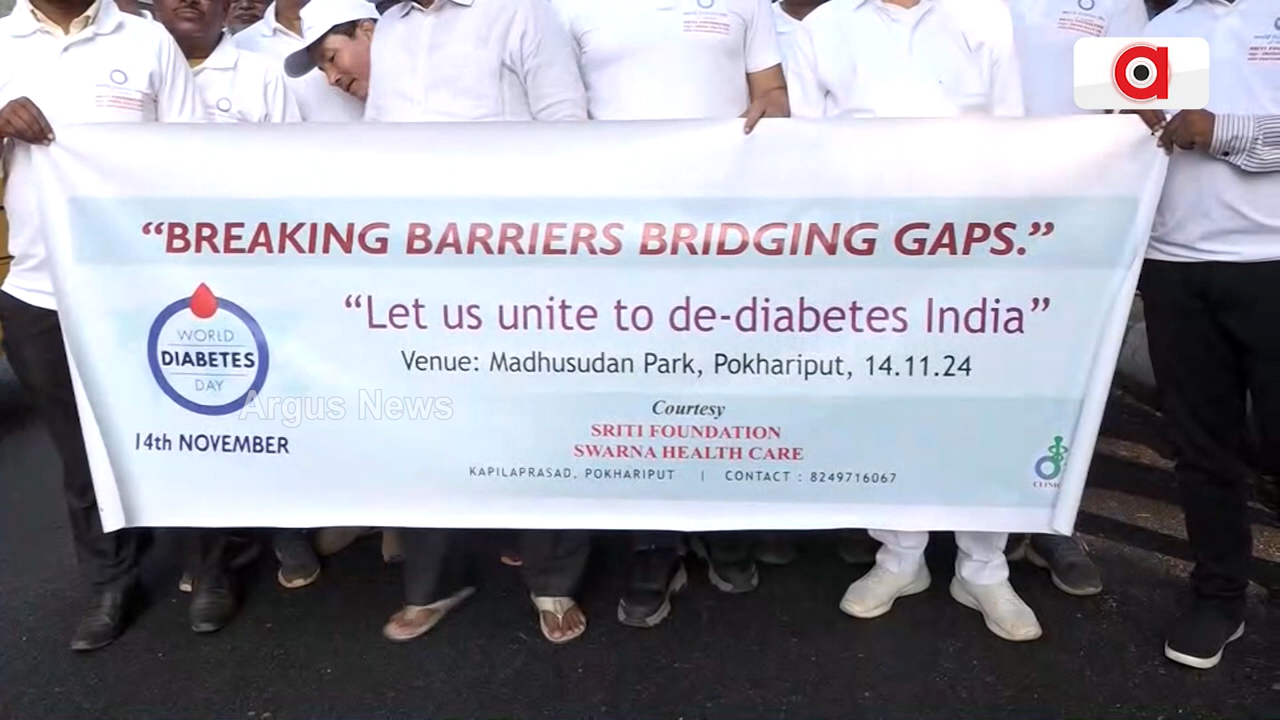 “BREAKING BARRIERS BRIDGING GAPS.”
“Let us unite to de-diabetes India”
Venue: Madhusudan Park, Pokhariput, 14.11.24
WORLD
DIABETES
DAY
14th NOVEMBER
Argus News
Courtesy
SRITI FOUNDATION
SWARNA HEALTH CARE
KAPILAPRASAD, POKHARIPUT | CONTACT : 8249716067
a